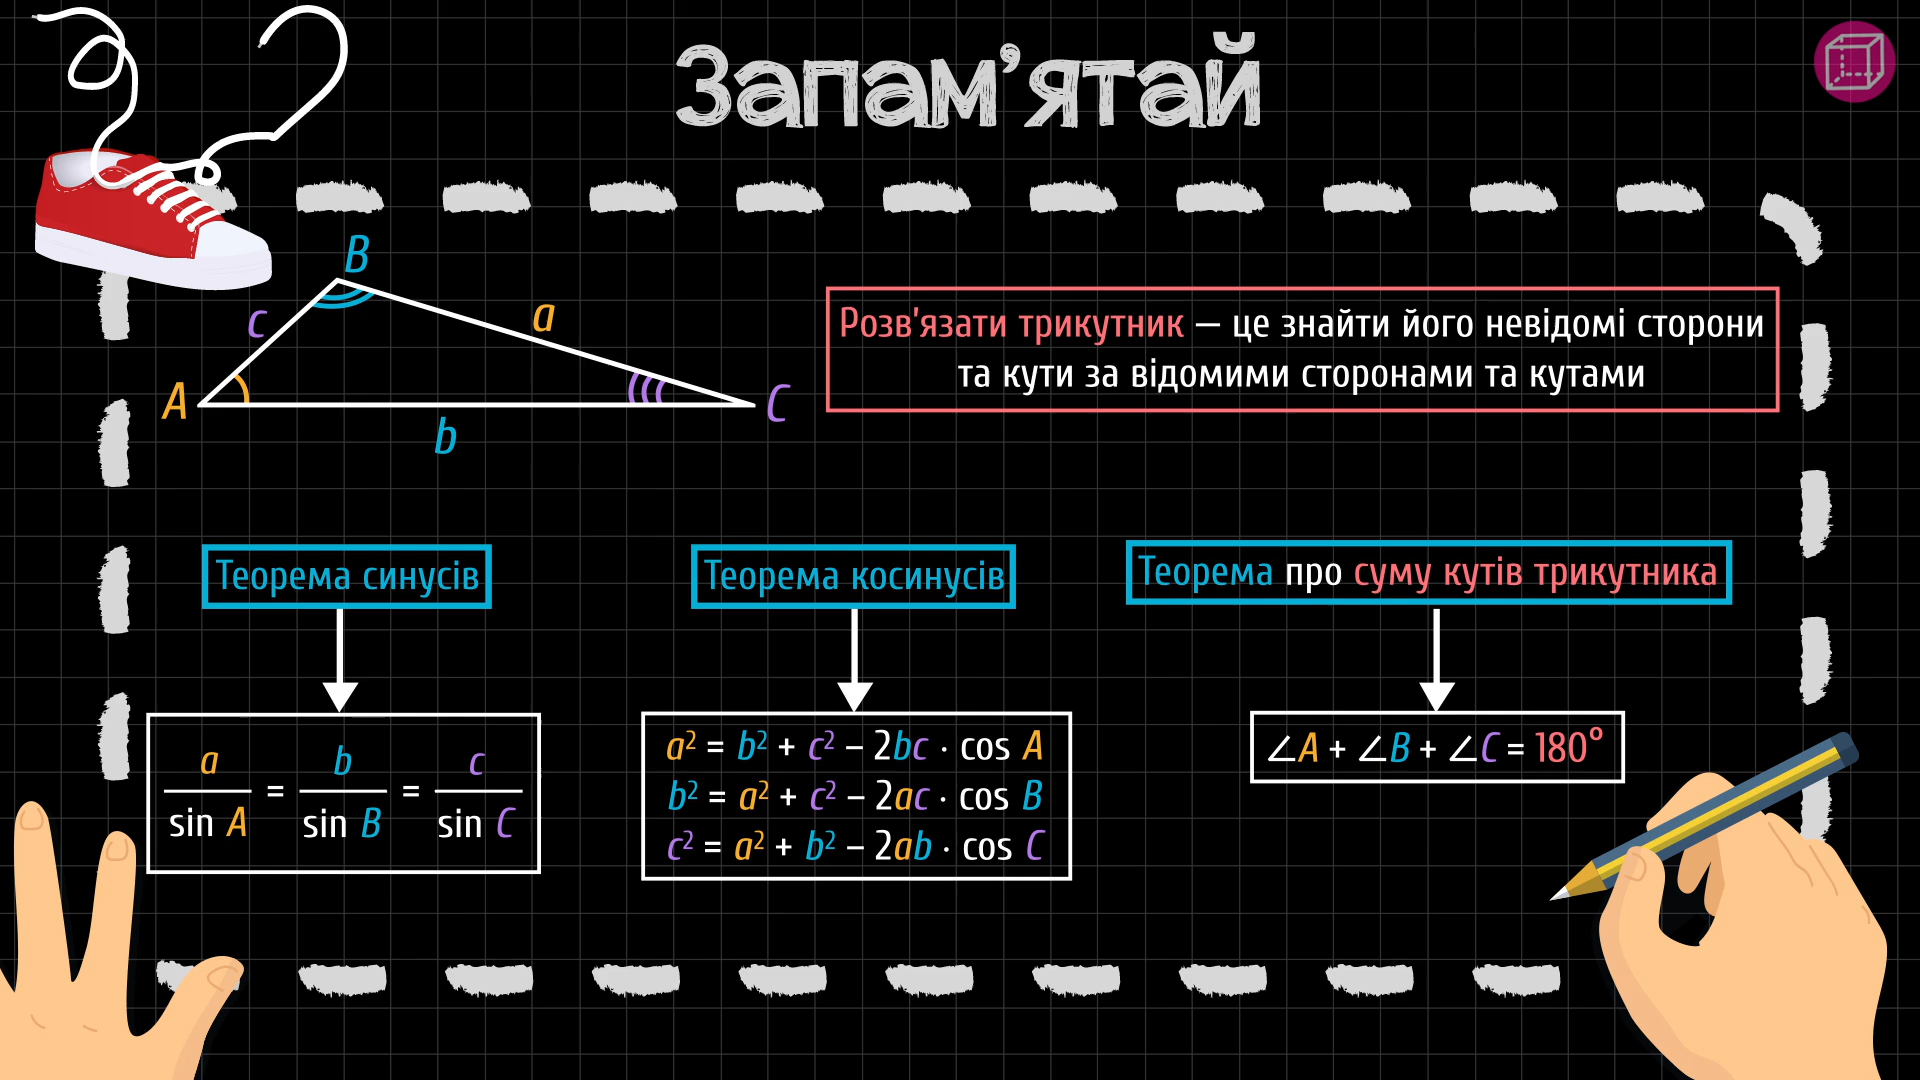 Запам’ятай
B
c
a
A
C
b
Розв'язати трикутник — це знайти його невідомі сторони
та кути за відомими сторонами та кутами
Теорема синусів
Теорема косинусів
Теорема про суму кутів трикутника
a/sin A = b/sin B = c/sin C
a² = b² + c² – 2bc · cos A
b² = a² + c² – 2ac · cos B
c² = a² + b² – 2ab · cos C
∠A + ∠B + ∠C = 180°